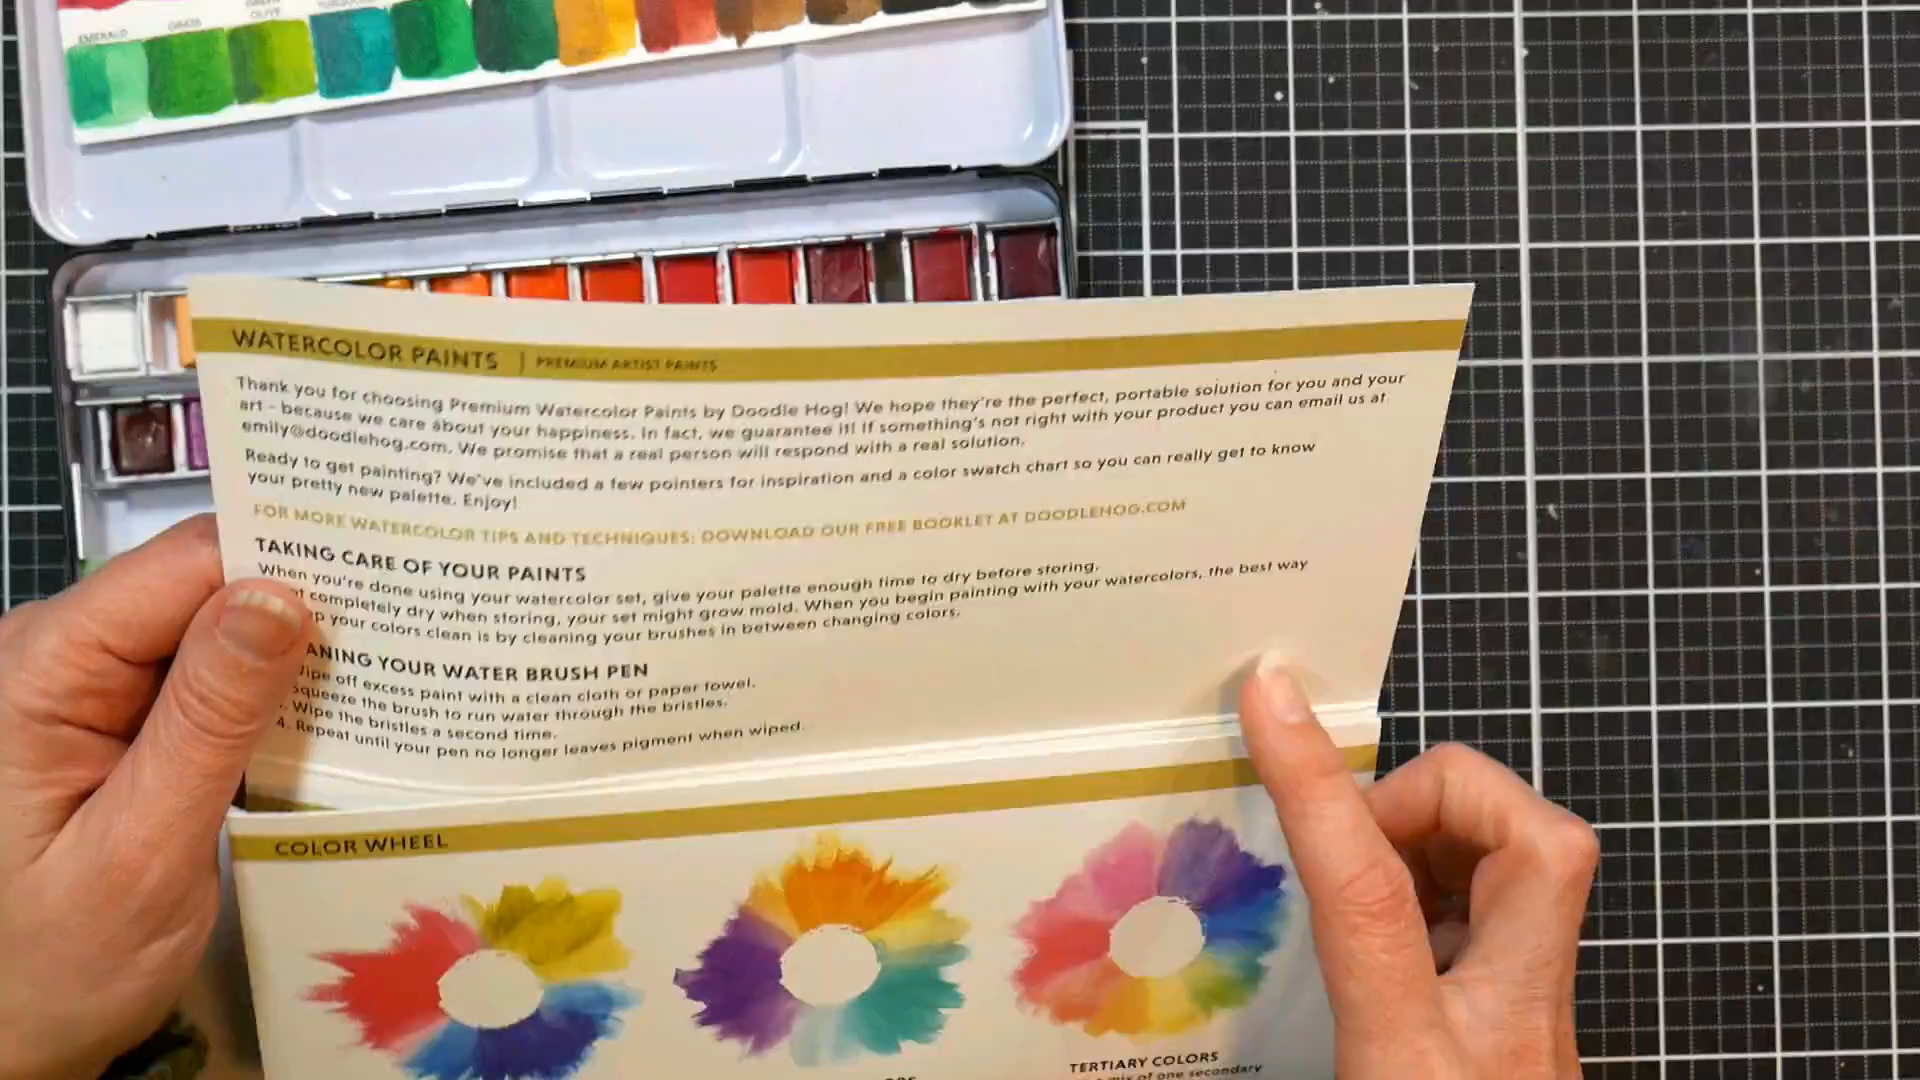 EMERALD
GRASS
OLIVE
WATERCOLOR PAINTS | PREMIUM ARTIST PAINTS
Thank you for choosing Premium Watercolor Paints by Doodle Hog! We hope they're the perfect, portable solution for you and your
art - because we care about your happiness. In fact, we guarantee it! If something's not right with your product you can email us at
emily@doodlehog.com. We promise that a real person will respond with a real solution.
Ready to get painting? We've included a few pointers for inspiration and a color swatch chart so you can really get to know
your pretty new palette. Enjoy!
FOR MORE WATERCOLOR TIPS AND TECHNIQUES: DOWNLOAD OUR FREE BOOKLET AT DOODLEHOG.COM
TAKING CARE OF YOUR PAINTS
When you're done using your watercolor set, give your palette enough time to dry before storing.
completely dry when storing, your set might grow mold. When you begin painting with your watercolors, the best way
your colors clean is by cleaning your brushes in between changing colors.
YOUR WATER BRUSH PEN
Wipe off excess paint with a clean cloth or paper towel.
Squeeze the brush to run water through the bristles.
Wipe the bristles a second time.
4. Repeat until your pen no longer leaves pigment when wiped.
COLOR WHEEL
TERTIARY COLORS
mix of one secondary